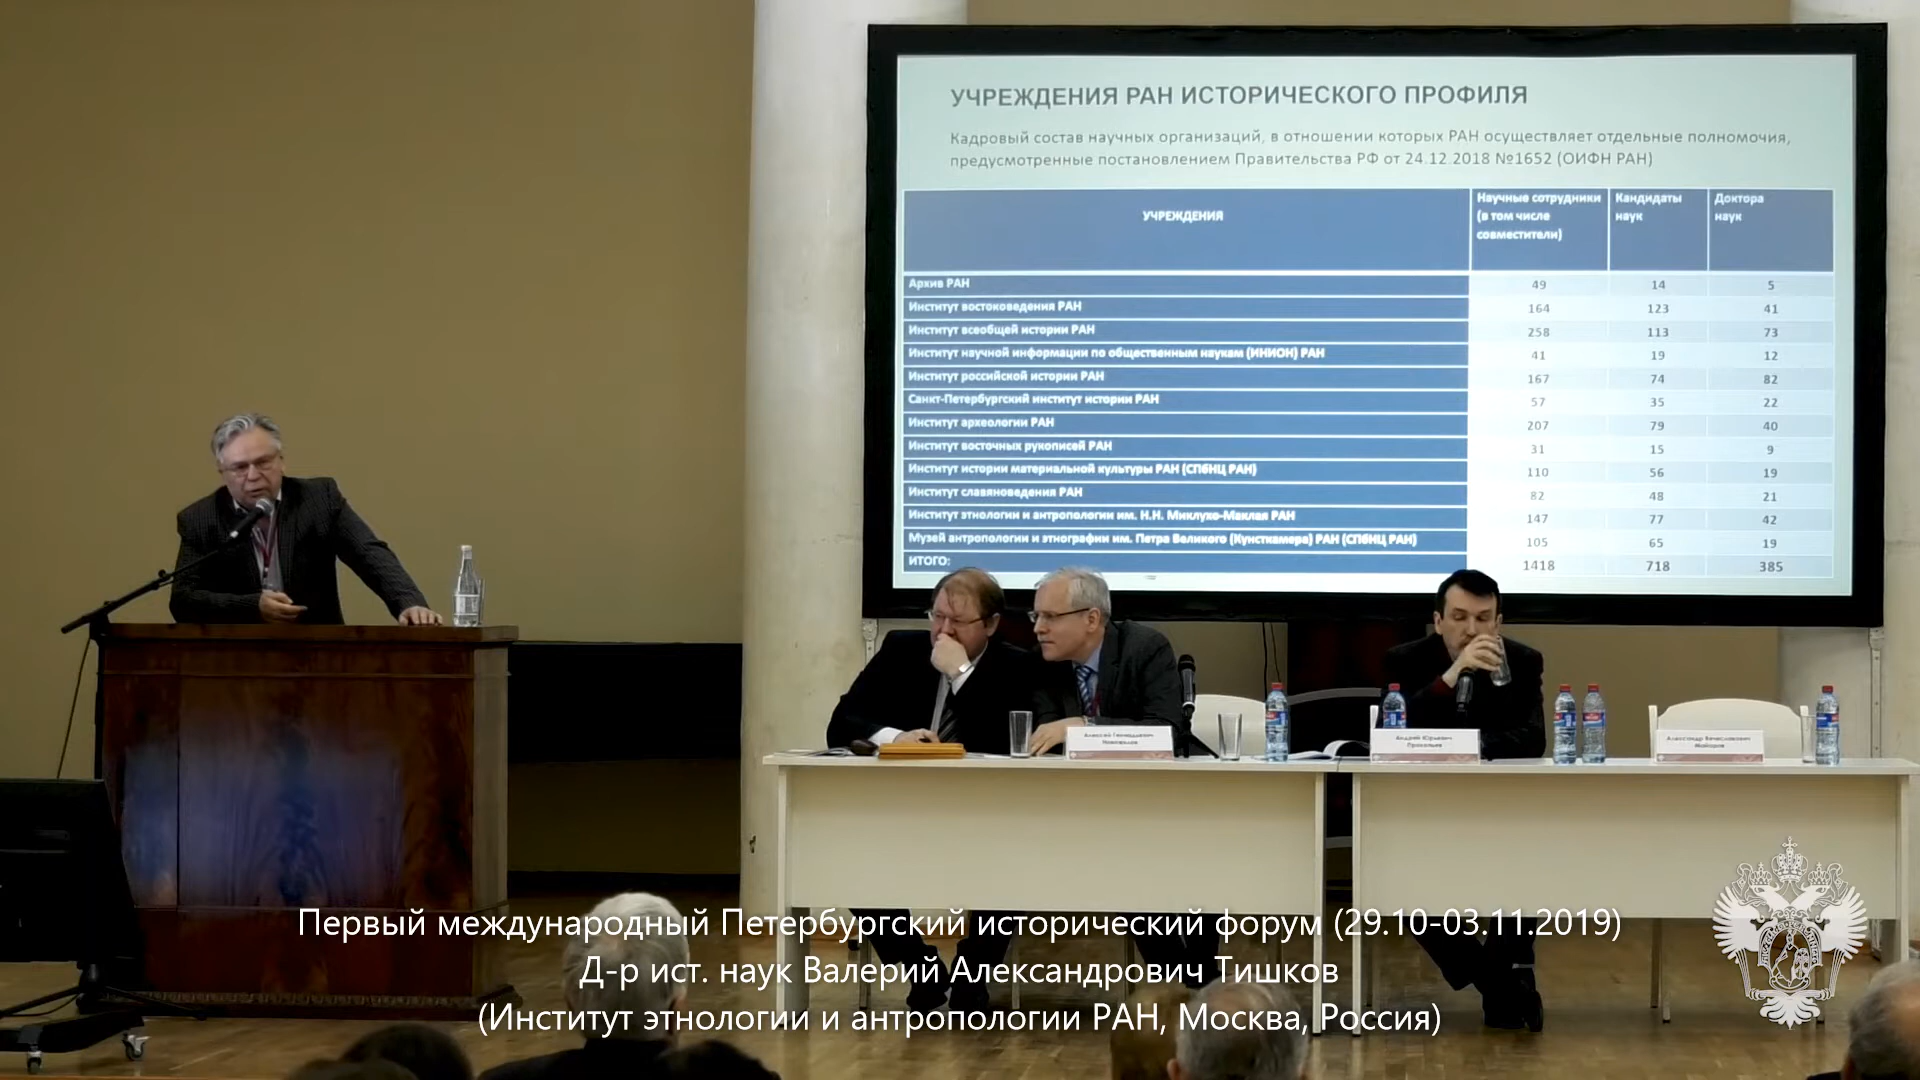 УЧРЕЖДЕНИЯ РАН ИСТОРИЧЕСКОГО ПРОФИЛЯ
Кадровый состав научных организаций, в отношении которых РАН осуществляет отдельные полномочия,
предусмотренные постановлением Правительства РФ от 24.12.2018 №1652 (ОИФН РАН)
УЧРЕЖДЕНИЯ Научные сотрудники (в том числе совместители) Кандидаты наук Доктора наук
Архив РАН 49 14 5
Институт востоковедения РАН 164 123 41
Институт всеобщей истории РАН 258 113 73
Институт научной информации по общественным наукам (ИНИОН) РАН 41 19 12
Институт российской истории РАН 167 74 82
Санкт-Петербургский институт истории РАН 57 35 22
Институт археологии РАН 207 79 40
Институт восточных рукописей РАН 31 15 9
Институт истории материальной культуры РАН (СПбНЦ РАН) 110 56 19
Институт славяноведения РАН 82 48 21
Институт этнологии и антропологии им. Н.Н. Миклухо-Маклая РАН 147 77 42
Музей антропологии и этнографии им. Петра Великого (Кунсткамера) РАН (СПбНЦ РАН) 105 65 19
ИТОГО: 1418 718 385
Алексей Геннадьевич
Андрей Юрьевич
Прокопьев
Александр Вячеславович
Майоров
Первый международный Петербургский исторический форум (29.10-03.11.2019)
Д-р ист. наук Валерий Александрович Тишков
(Институт этнологии и антропологии РАН, Москва, Россия)